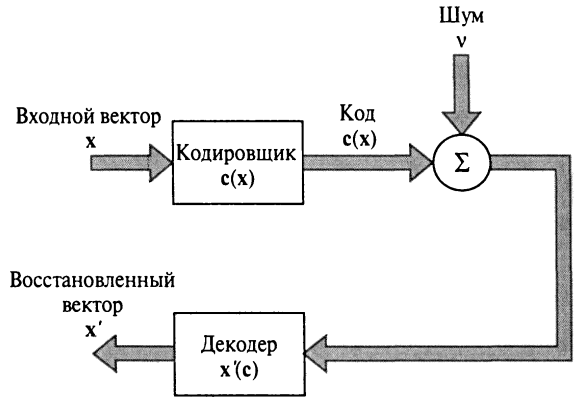 Шум
ν
Входной вектор
x
Кодировщик
c(x)
Код
c(x)
Σ
Восстановленный
вектор
x′
Декодер
x′(c)